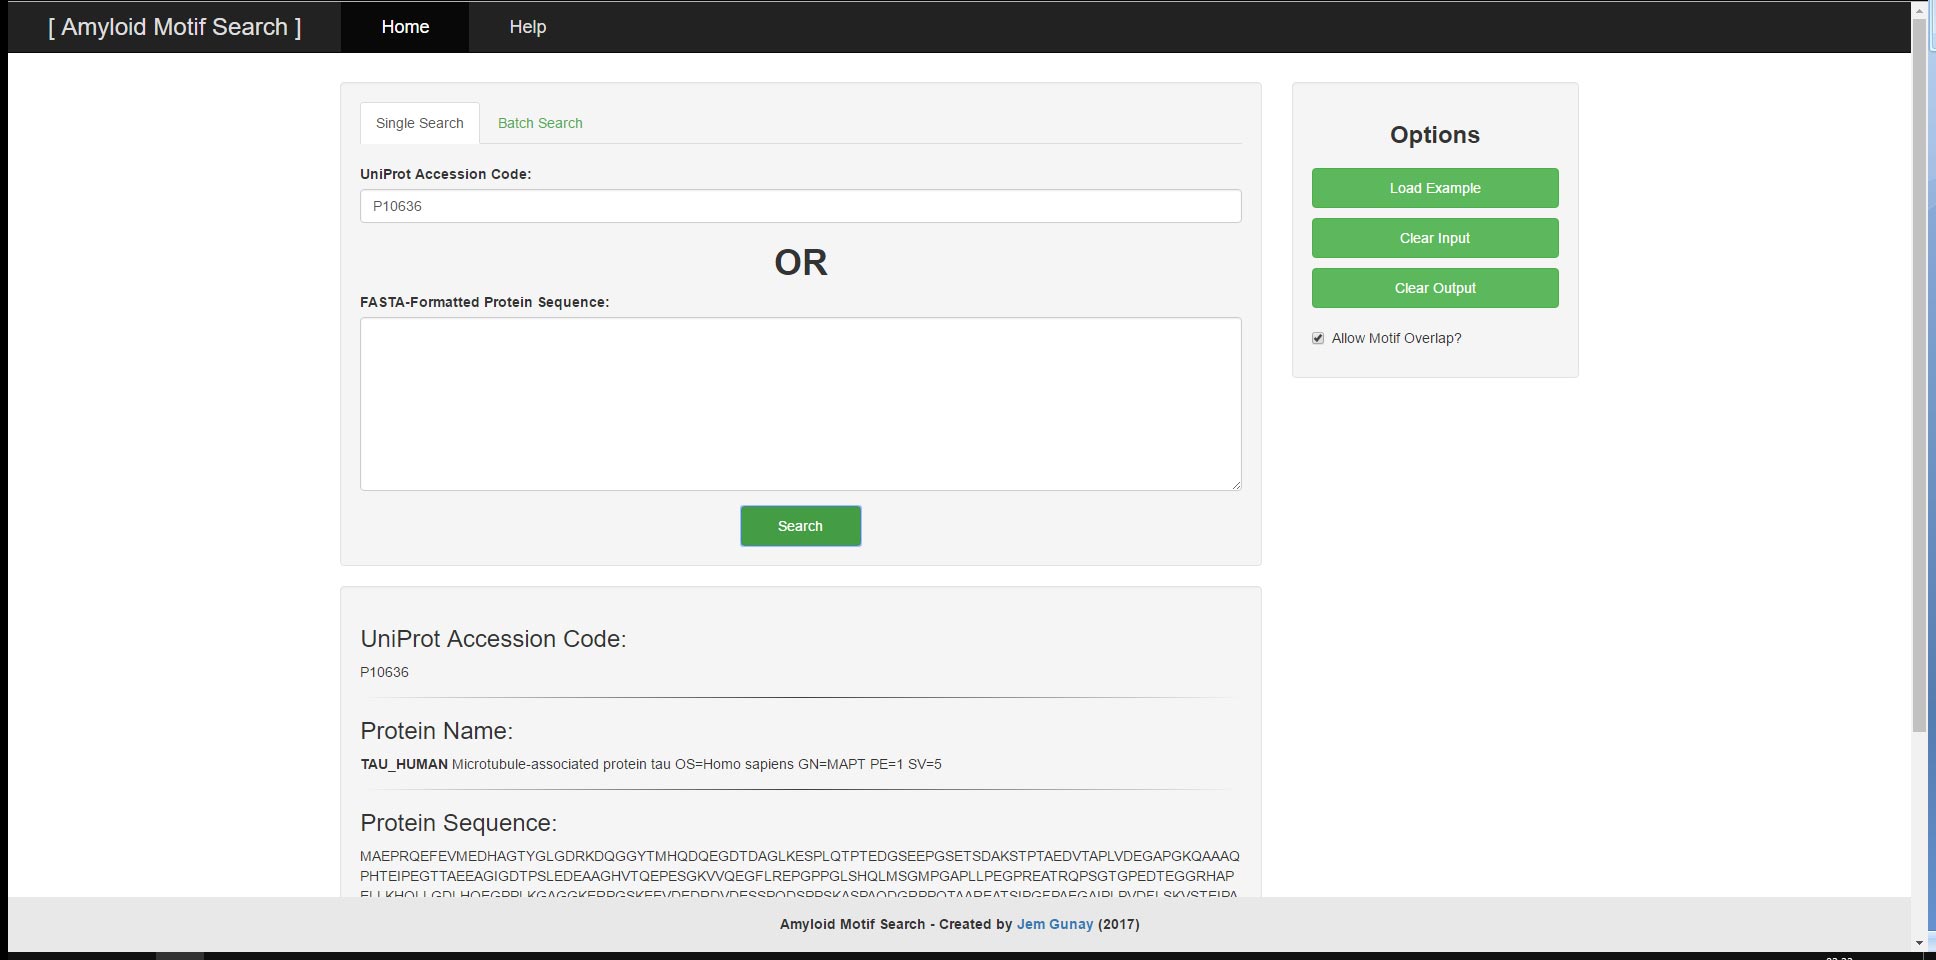 [ Amyloid Motif Search ] Home Help
Single Search Batch Search
UniProt Accession Code:
P10636
OR
FASTA-Formatted Protein Sequence:
Search
Options
Load Example
Clear Input
Clear Output
Allow Motif Overlap?
UniProt Accession Code:
P10636
Protein Name:
TAU_HUMAN Microtubule-associated protein tau OS=Homo sapiens GN=MAPT PE=1 SV=5
Protein Sequence:
MAEPRQEFEVMEDHAGTYGLGDRKDQGGYTMHQDQEGDTDAGLKESPLQTPTEDGSEEPGSETSDAKSTPTAEDVTAPLVDEGAPGKQAAAQ
PHTEIPEGTTAEEAGIGDTPSLEDEAAGHVTQEPESGKVVQEGFLREPGPPGLSHQLMSGMPGAPLLPEGPREATRQPSGTGPEDTEGGRHAP
Amyloid Motif Search - Created by Jem Gunay (2017)